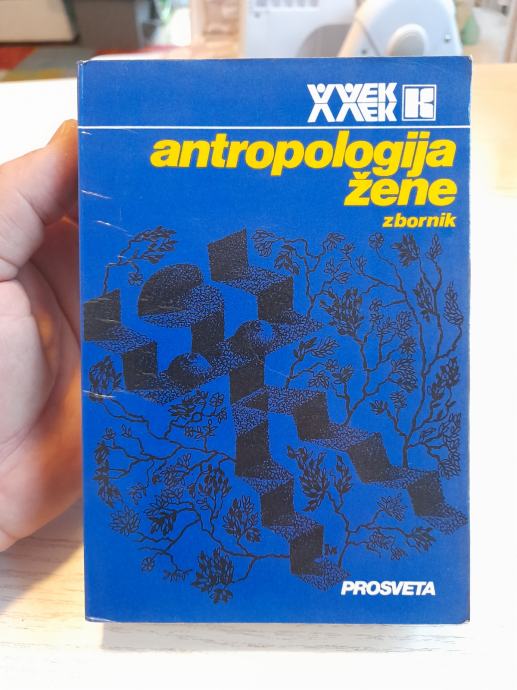 XX VEK
antropologija
žene
zbornik
PROSVETA